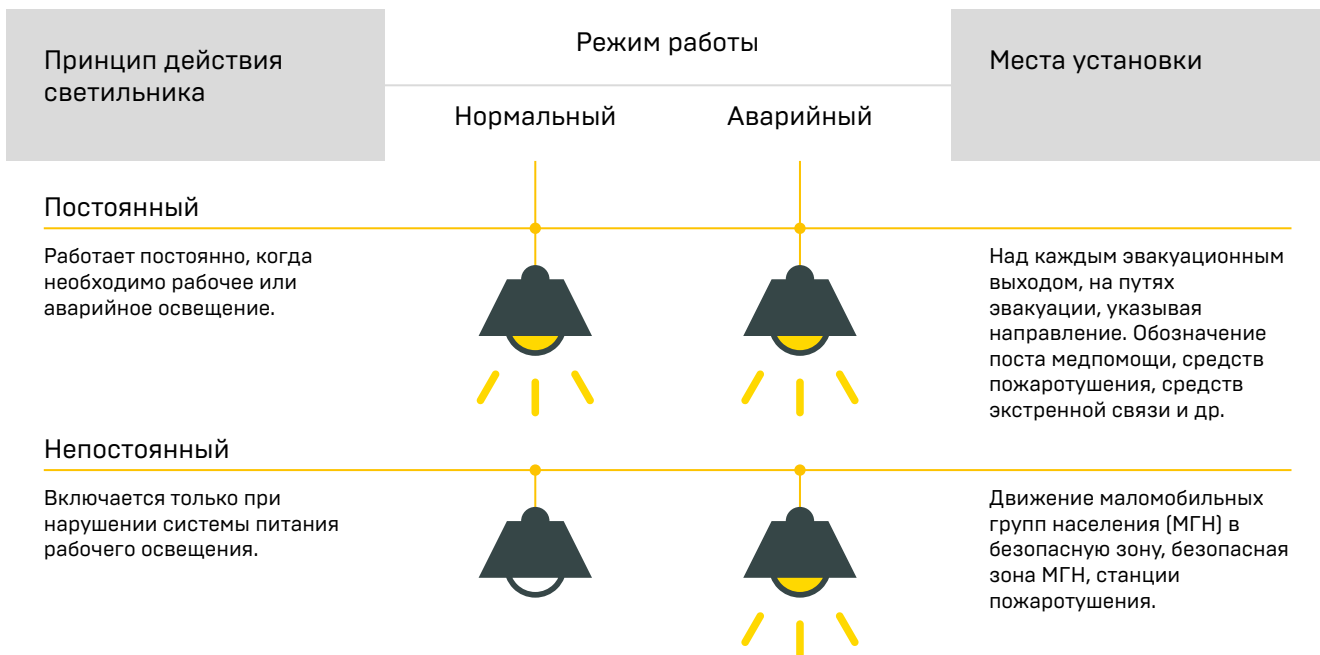 Принцип действия
светильника
Режим работы
Нормальный
Аварийный
Места установки
Постоянный
Работает постоянно, когда
необходимо рабочее или
аварийное освещение.
Над каждым эвакуационным
выходом, на путях
эвакуации, указывая
направление. Обозначение
поста медпомощи, средств
пожаротушения, средств
экстренной связи и др.
Непостоянный
Включается только при
нарушении системы питания
рабочего освещения.
Движение маломобильных
групп населения (МГН) в
безопасную зону, безопасная
зона МГН, станции
пожаротушения.